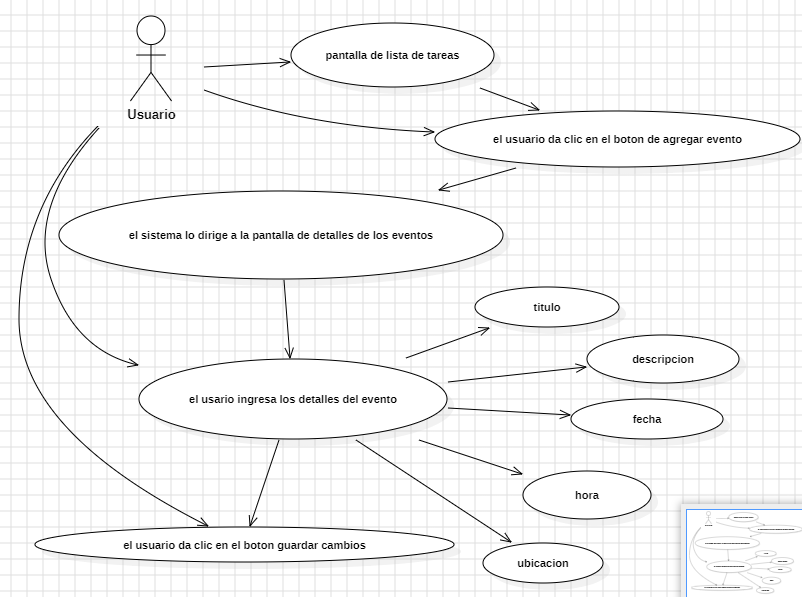 pantalla de lista de tareas
Usuario
el usuario da clic en el boton de agregar evento
el sistema lo dirige a la pantalla de detalles de los eventos
titulo
descripcion
el usario ingresa los detalles del evento
fecha
hora
el usuario da clic en el boton guardar cambios
ubicacion